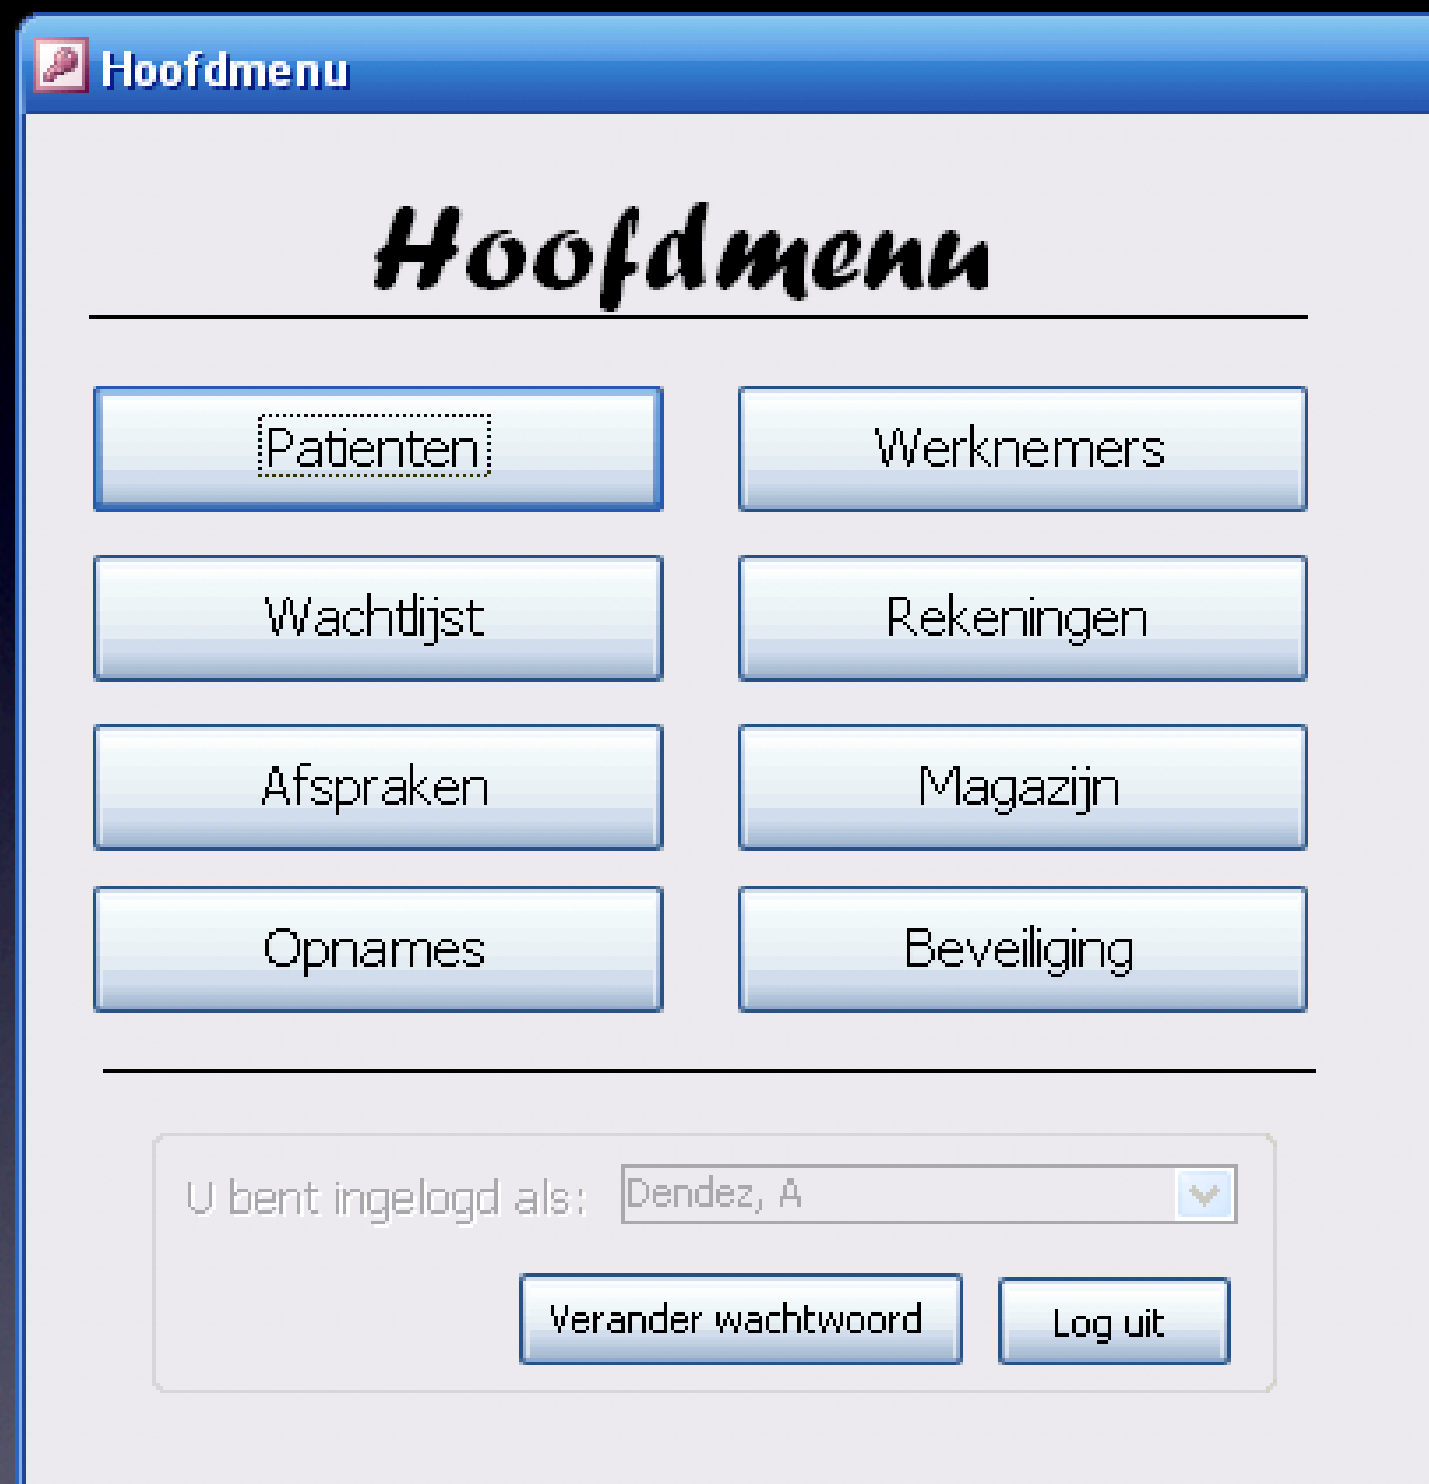 Hoofdmenu
Hoofdmenu
Patienten
Werknemers
Wachtlijst
Rekeningen
Afspraken
Magazijn
Opnames
Beveiliging
U bent ingelogd als: Dendez, A
Verander wachtwoord
Log uit